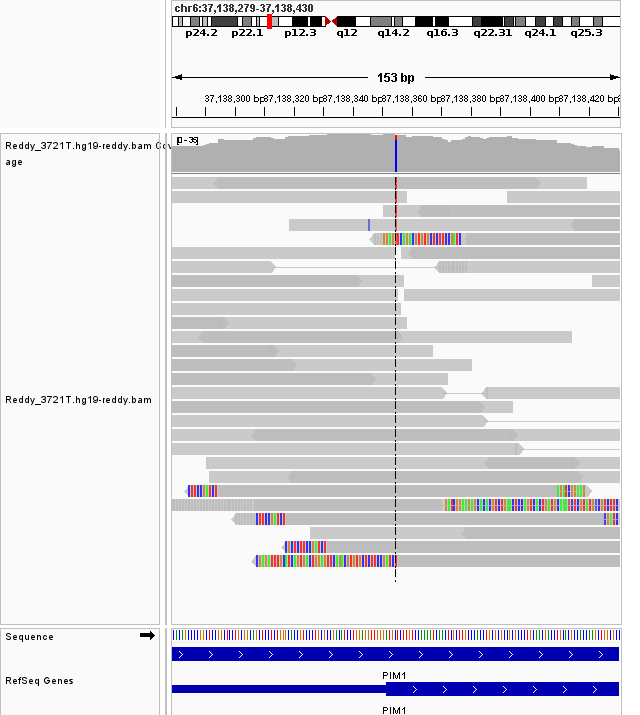 chr6:37,138,279-37,138,430
p24.2 p22.1 p12.3 q12 q14.2 q16.3 q22.31 q24.1 q25.3
153 bp
37,138,300 bp 37,138,320 bp 37,138,340 bp 37,138,360 bp 37,138,380 bp 37,138,400 bp 37,138,420 bp
Reddy_3721T.hg19-reddy.bam Cov
age
[0-36]
Reddy_3721T.hg19-reddy.bam
Sequence
PIM1
RefSeq Genes
PIM1